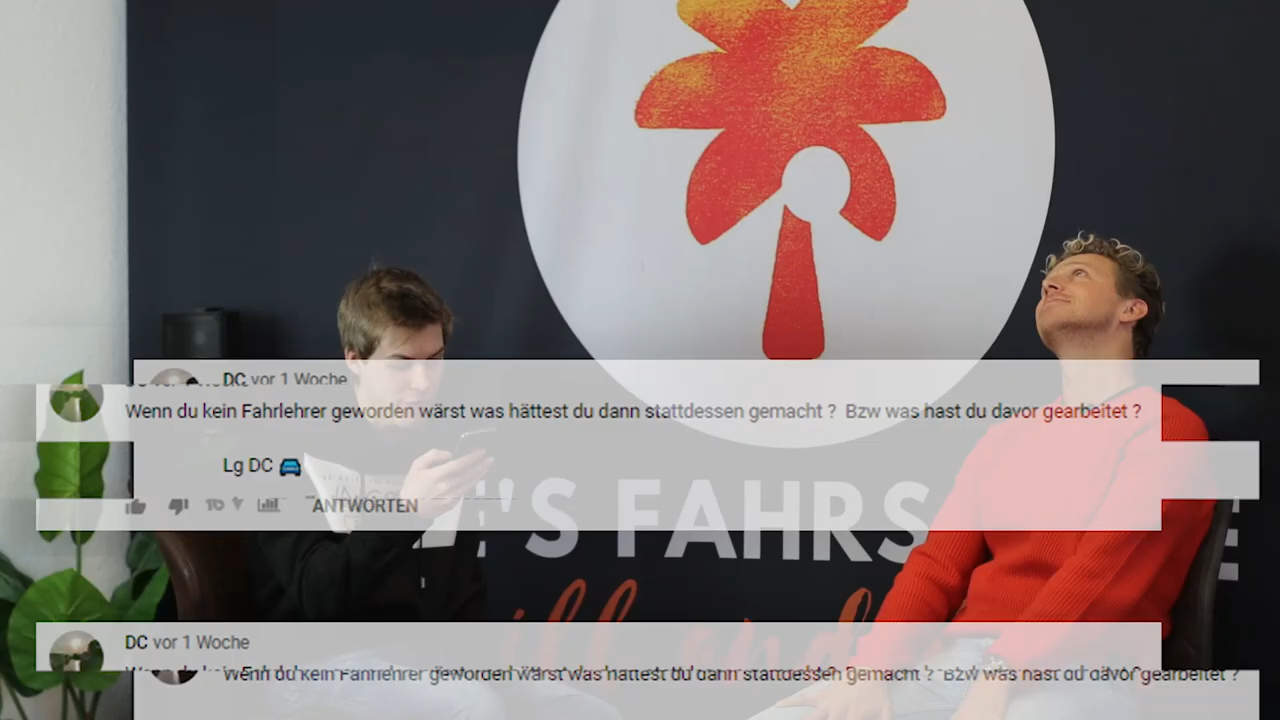 DC vor 1 Woche
Wenn du kein Fahrlehrer geworden wärst was hättest du dann stattdessen gemacht ? Bzw was hast du davor gearbeitet ?
Lg DC
ANTWORTEN
'S FAHRS
DC vor 1 Woche
Wenn du kein Fahrlehrer geworden wärst was hättest du dann stattdessen gemacht ? Bzw was hast du davor gearbeitet ?